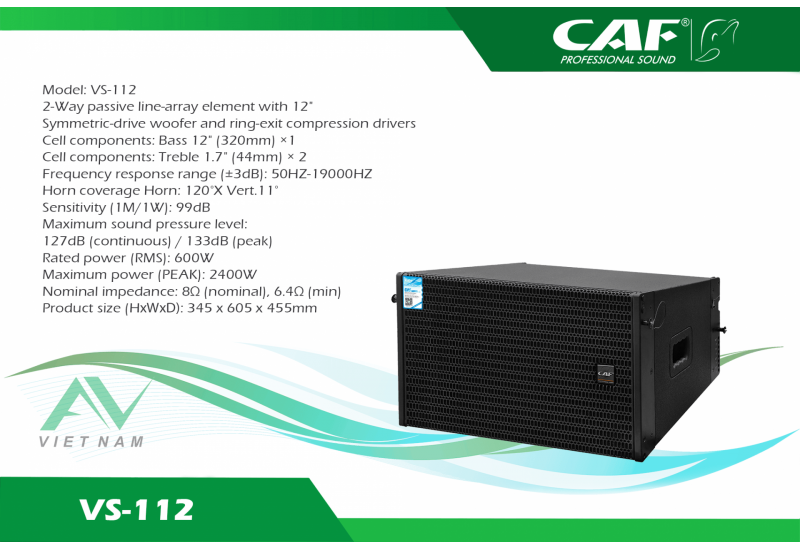 CAF®
PROFESSIONAL SOUND
Model: VS-112
2-Way passive line-array element with 12"
Symmetric-drive woofer and ring-exit compression drivers
Cell components: Bass 12" (320mm) ×1
Cell components: Treble 1.7" (44mm) × 2
Frequency response range (±3dB): 50HZ-19000HZ
Horn coverage Horn: 120°X Vert.11°
Sensitivity (1M/1W): 99dB
Maximum sound pressure level:
127dB (continuous) / 133dB (peak)
Rated power (RMS): 600W
Maximum power (PEAK): 2400W
Nominal impedance: 8Ω (nominal), 6.4Ω (min)
Product size (HxWxD): 345 x 605 x 455mm
CAF
AV
VIET NAM
VS-112